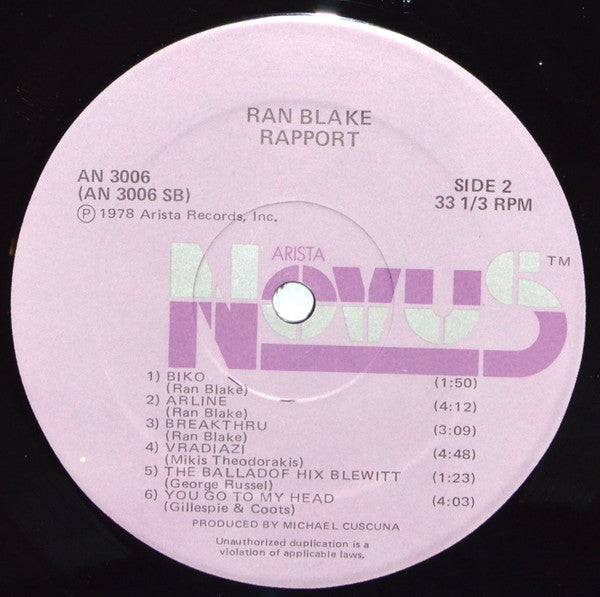 RAN BLAKE
RAPPORT
AN 3006
(AN 3006 SB)
Ⓟ 1978 Arista Records, Inc.
SIDE 2
33 1/3 RPM
ARISTA
NOVUS™
1) BIKO (1:50)
(Ran Blake)
2) ARLINE (4:12)
(Ran Blake)
3) BREAKTHRU (3:09)
(Ran Blake)
4) VRADIAZI (4:48)
(Mikis Theodorakis)
5) THE BALLADOF HIX BLEWITT (1:23)
(George Russel)
6) YOU GO TO MY HEAD (4:03)
(Gillespie & Coots)
PRODUCED BY MICHAEL CUSCUNA
Unauthorized duplication is a
violation of applicable laws.